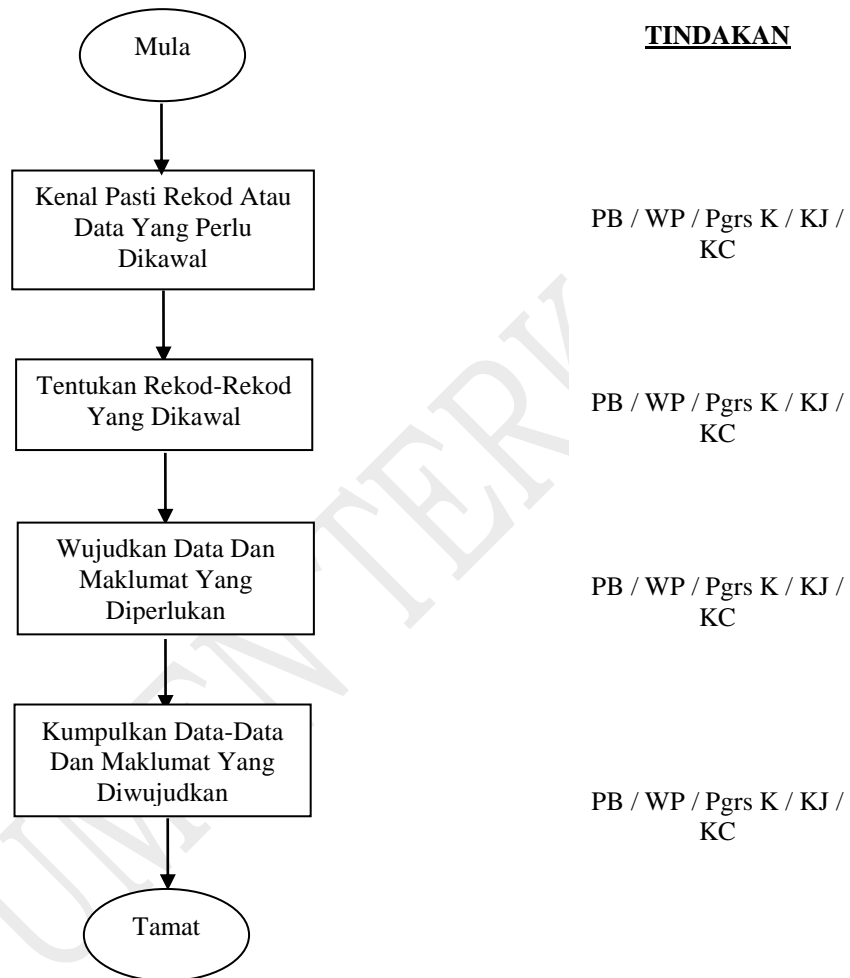 Mula
TINDAKAN
Kenal Pasti Rekod Atau
Data Yang Perlu
Dikawal
PB / WP / Pgrs K / KJ /
KC
Tentukan Rekod-Rekod
Yang Dikawal
PB / WP / Pgrs K / KJ /
KC
Wujudkan Data Dan
Maklumat Yang
Diperlukan
PB / WP / Pgrs K / KJ /
KC
Kumpulkan Data-Data
Dan Maklumat Yang
Diwujudkan
PB / WP / Pgrs K / KJ /
KC
Tamat
UMEN TERK